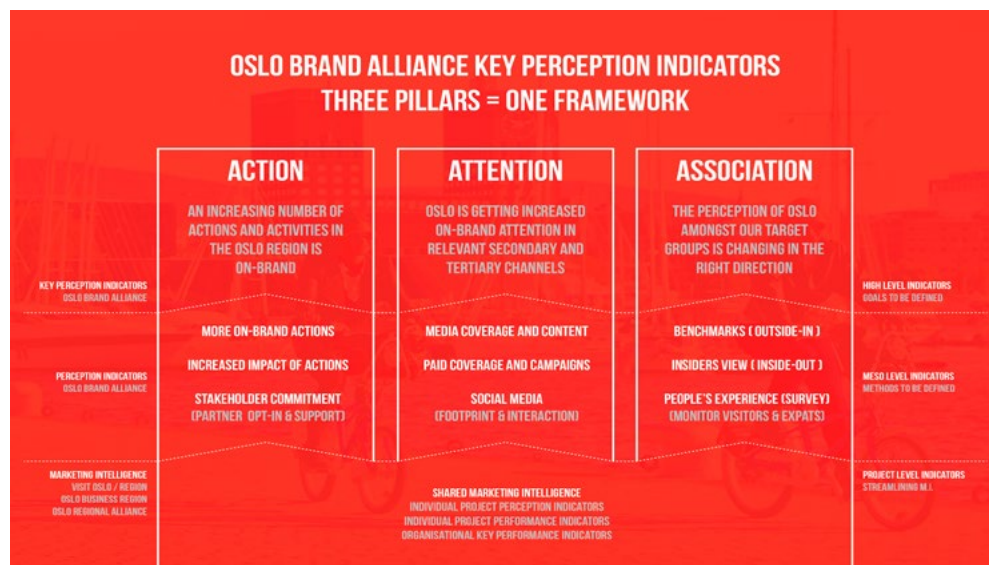 OSLO BRAND ALLIANCE KEY PERCEPTION INDICATORS
THREE PILLARS = ONE FRAMEWORK
ACTION
AN INCREASING NUMBER OF
ACTIONS AND ACTIVITIES IN
THE OSLO REGION IS
ON-BRAND
ATTENTION
OSLO IS GETTING INCREASED
ON-BRAND ATTENTION IN
RELEVANT SECONDARY AND
TERTIARY CHANNELS
ASSOCIATION
THE PERCEPTION OF OSLO
AMONGST OUR TARGET
GROUPS IS CHANGING IN THE
RIGHT DIRECTION
KEY PERCEPTION INDICATORS
OSLO BRAND ALLIANCE
HIGH LEVEL INDICATORS
GOALS TO BE DEFINED
MORE ON-BRAND ACTIONS
INCREASED IMPACT OF ACTIONS
STAKEHOLDER COMMITMENT
(PARTNER OPT-IN & SUPPORT)
MEDIA COVERAGE AND CONTENT
PAID COVERAGE AND CAMPAIGNS
SOCIAL MEDIA
(FOOTPRINT & INTERACTION)
BENCHMARKS ( OUTSIDE-IN )
INSIDERS VIEW ( INSIDE-OUT )
PEOPLE'S EXPERIENCE (SURVEY)
(MONITOR VISITORS & EXPATS)
PERCEPTION INDICATORS
OSLO BRAND ALLIANCE
MESO LEVEL INDICATORS
METHODS TO BE DEFINED
MARKETING INTELLIGENCE
VISIT OSLO / REGION
OSLO BUSINESS REGION
OSLO REGIONAL ALLIANCE
SHARED MARKETING INTELLIGENCE
INDIVIDUAL PROJECT PERCEPTION INDICATORS
INDIVIDUAL PROJECT PERFORMANCE INDICATORS
ORGANISATIONAL KEY PERFORMANCE INDICATORS
PROJECT LEVEL INDICATORS
STREAMLINING M.I.